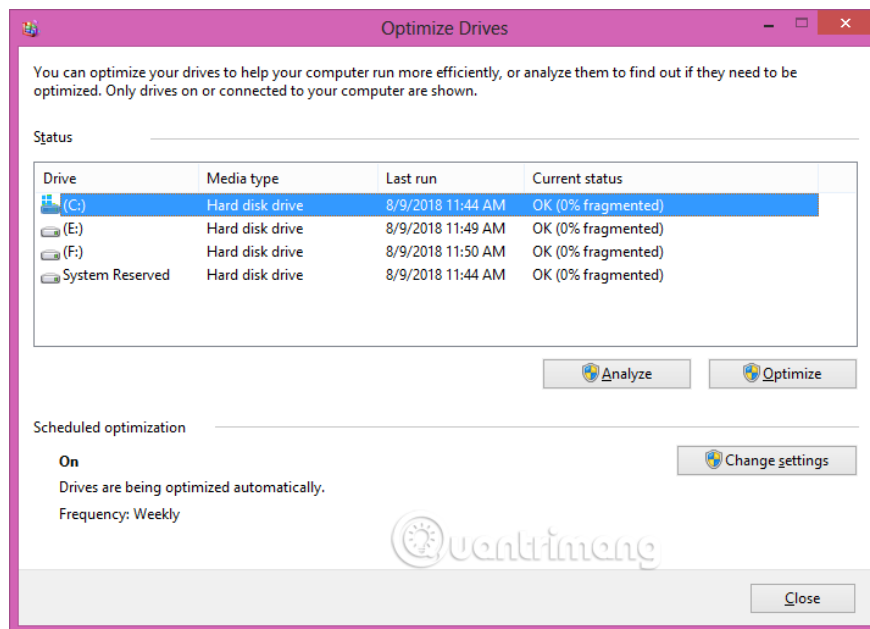 Optimize Drives
You can optimize your drives to help your computer run more efficiently, or analyze them to find out if they need to be
optimized. Only drives on or connected to your computer are shown.
Status
Drive Media type Last run Current status
(C:) Hard disk drive 8/9/2018 11:44 AM OK (0% fragmented)
(E:) Hard disk drive 8/9/2018 11:49 AM OK (0% fragmented)
(F:) Hard disk drive 8/9/2018 11:50 AM OK (0% fragmented)
System Reserved Hard disk drive 8/9/2018 11:44 AM OK (0% fragmented)
Analyze Optimize
Scheduled optimization
On
Change settings
Drives are being optimized automatically.
Frequency: Weekly
Quantrimang
Close